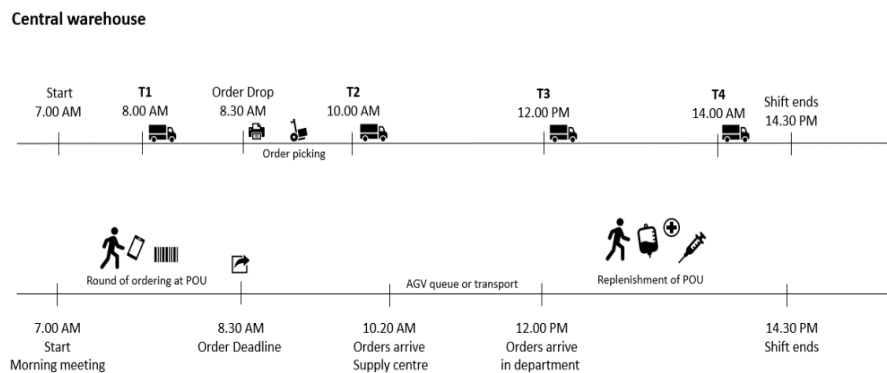 Central warehouse
Start
7.00 AM
T1
8.00 AM
Order Drop
8.30 AM
T2
10.00 AM
T3
12.00 PM
T4
14.00 AM
Shift ends
14.30 PM
Order picking
Round of ordering at POU
AGV queue or transport
Replenishment of POU
7.00 AM
Start
Morning meeting
8.30 AM
Order Deadline
10.20 AM
Orders arrive
Supply centre
12.00 PM
Orders arrive
in department
14.30 PM
Shift ends